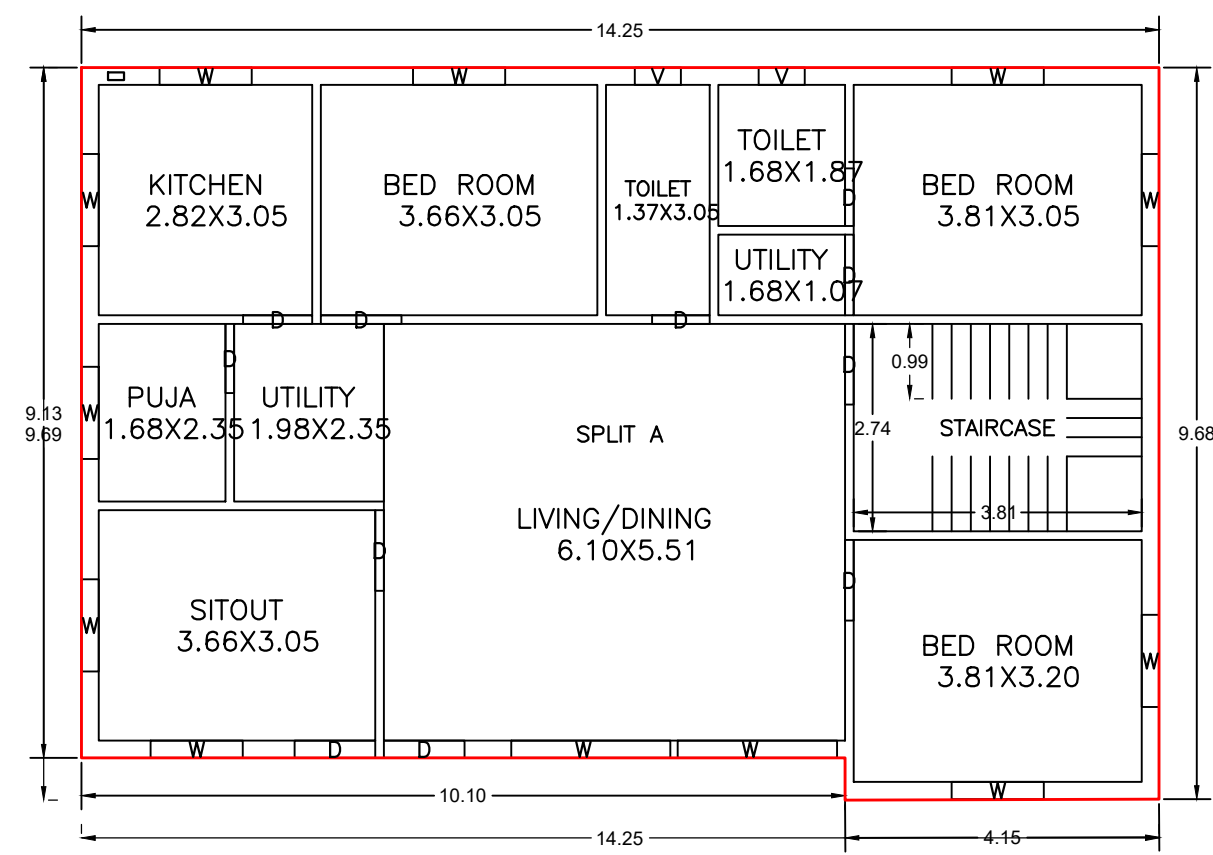 14.25
W
W
V
V
W
KITCHEN
2.82X3.05
BED ROOM
3.66X3.05
TOILET
1.37X3.05
TOILET
1.68X1.87
D
BED ROOM
3.81X3.05
W
W
UTILITY
1.68X1.07
D
D
D
D
PUJA
1.68X2.35
D
UTILITY
1.98X2.35
W
SPLIT A
LIVING/DINING
6.10X5.51
D
0.99
2.74
STAIRCASE
3.81
9.13
9.69
9.68
SITOUT
3.66X3.05
D
W
D
BED ROOM
3.81X3.20
W
W
D
D
W
W
W
10.10
14.25
4.15